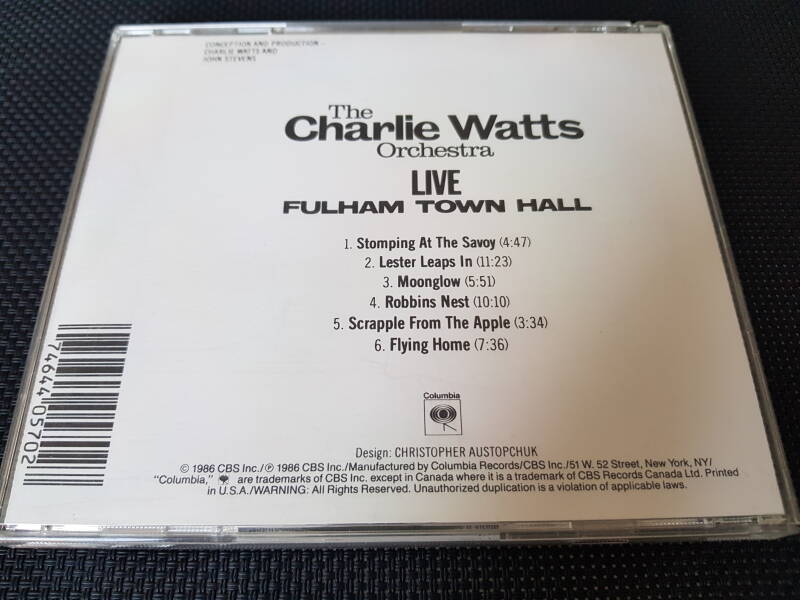 CONCEPTION AND PRODUCTION –
CHARLIE WATTS AND
JOHN STEVENS
The
Charlie Watts
Orchestra
LIVE
FULHAM TOWN HALL
1. Stomping At The Savoy (4:47)
2. Lester Leaps In (11:23)
3. Moonglow (5:51)
4. Robbins Nest (10:10)
5. Scrapple From The Apple (3:34)
6. Flying Home (7:36)
74644 05702
Columbia
Design: CHRISTOPHER AUSTOPCHUK
© 1986 CBS Inc./℗ 1986 CBS Inc./Manufactured by Columbia Records/CBS Inc./51 W. 52 Street, New York, NY/
"Columbia," are trademarks of CBS Inc. except in Canada where it is a trademark of CBS Records Canada Ltd. Printed
in U.S.A./WARNING: All Rights Reserved. Unauthorized duplication is a violation of applicable laws.